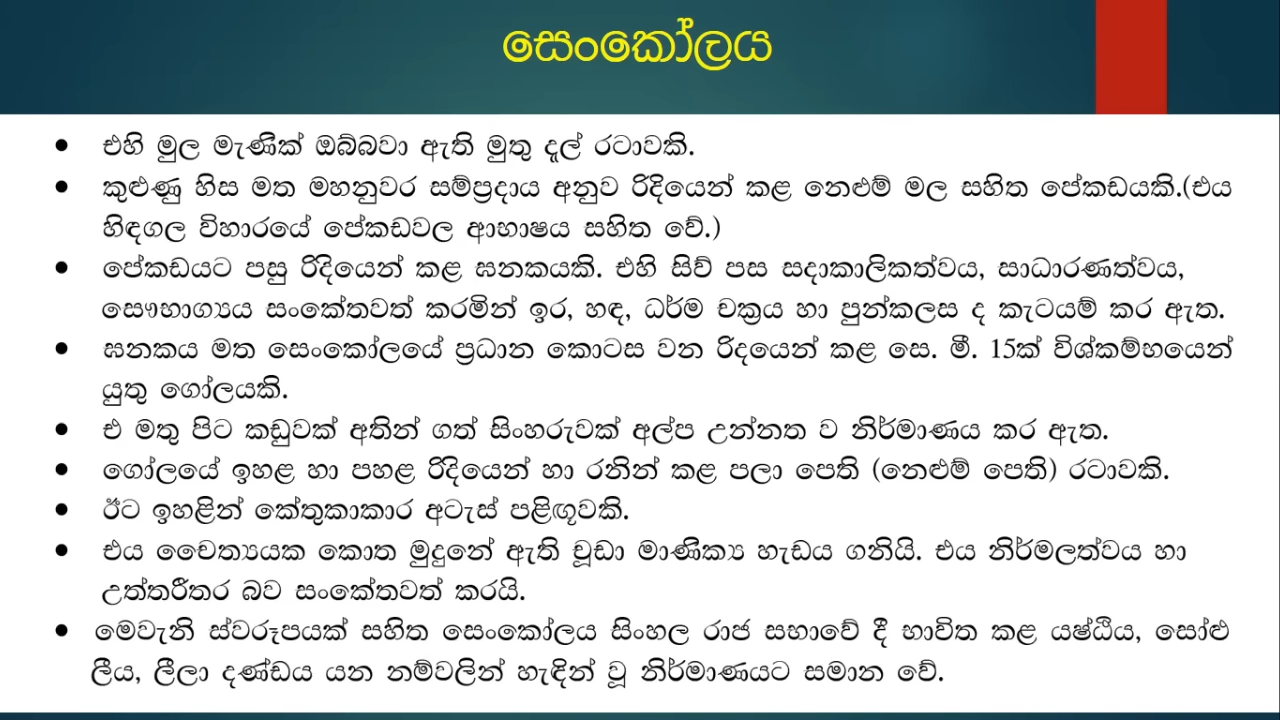 සෙංකෝලය
• එහි මුල මැණික් ඔබ්බවා ඇති මුතු දැල් රටාවකි.
• කුළුණු හිස මත මහනුවර සම්ප්‍රදාය අනුව රිදියෙන් කළ නෙළුම් මල සහිත පේකඩයකි.(එය
හිඳගල විහාරයේ පේකඩවල ආභාෂය සහිත වේ.)
• පේකඩයට පසු රිදියෙන් කළ ඝනකයකි. එහි සිව් පස සදාකාලිකත්වය, සාධාරණත්වය,
සෞභාග්‍යය සංකේතවත් කරමින් ඉර, හඳ, ධර්ම චක්‍රය හා පුන්කලස ද කැටයම් කර ඇත.
• ඝනකය මත සෙංකෝලයේ ප්‍රධාන කොටස වන රිදයෙන් කළ සෙ. මී. 15ක් විශ්කම්භයෙන්
යුතු ගෝලයකි.
• එ මතු පිට කඩුවක් අතින් ගත් සිංහරුවක් අල්ප උන්නත ව නිර්මාණය කර ඇත.
• ගෝලයේ ඉහළ හා පහළ රිදියෙන් හා රනින් කළ පලා පෙති (නෙළුම් පෙති) රටාවකි.
• ඊට ඉහළින් කේතුකාකාර අටැස් පළිඟූවකි.
• එය චෛත්‍යයක කොත මුදුනේ ඇති චූඩා මාණික්‍ය හැඩය ගනියි. එය නිර්මලත්වය හා
උත්තරීතර බව සංකේතවත් කරයි.
• මෙවැනි ස්වරූපයක් සහිත සෙංකෝලය සිංහල රාජ සභාවේ දී භාවිත කළ යෂ්ඨිය, සෝළු
ලීය, ලීලා දණ්ඩය යන නම්වලින් හැඳින් වූ නිර්මාණයට සමාන වේ.